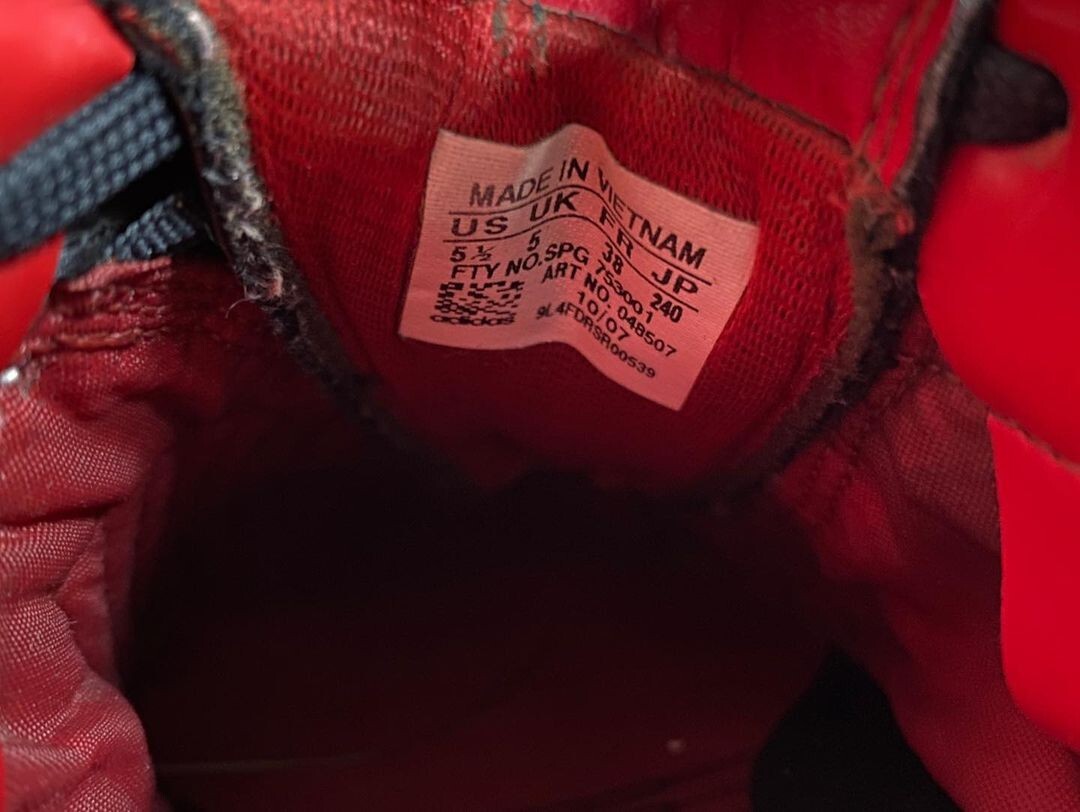 MADE IN VIETNAM
US UK FR JP
5½ 5 38 240
FTY NO.SPG 753001
ART NO. 048507
10/07
adidas 9L4FDRSR00539